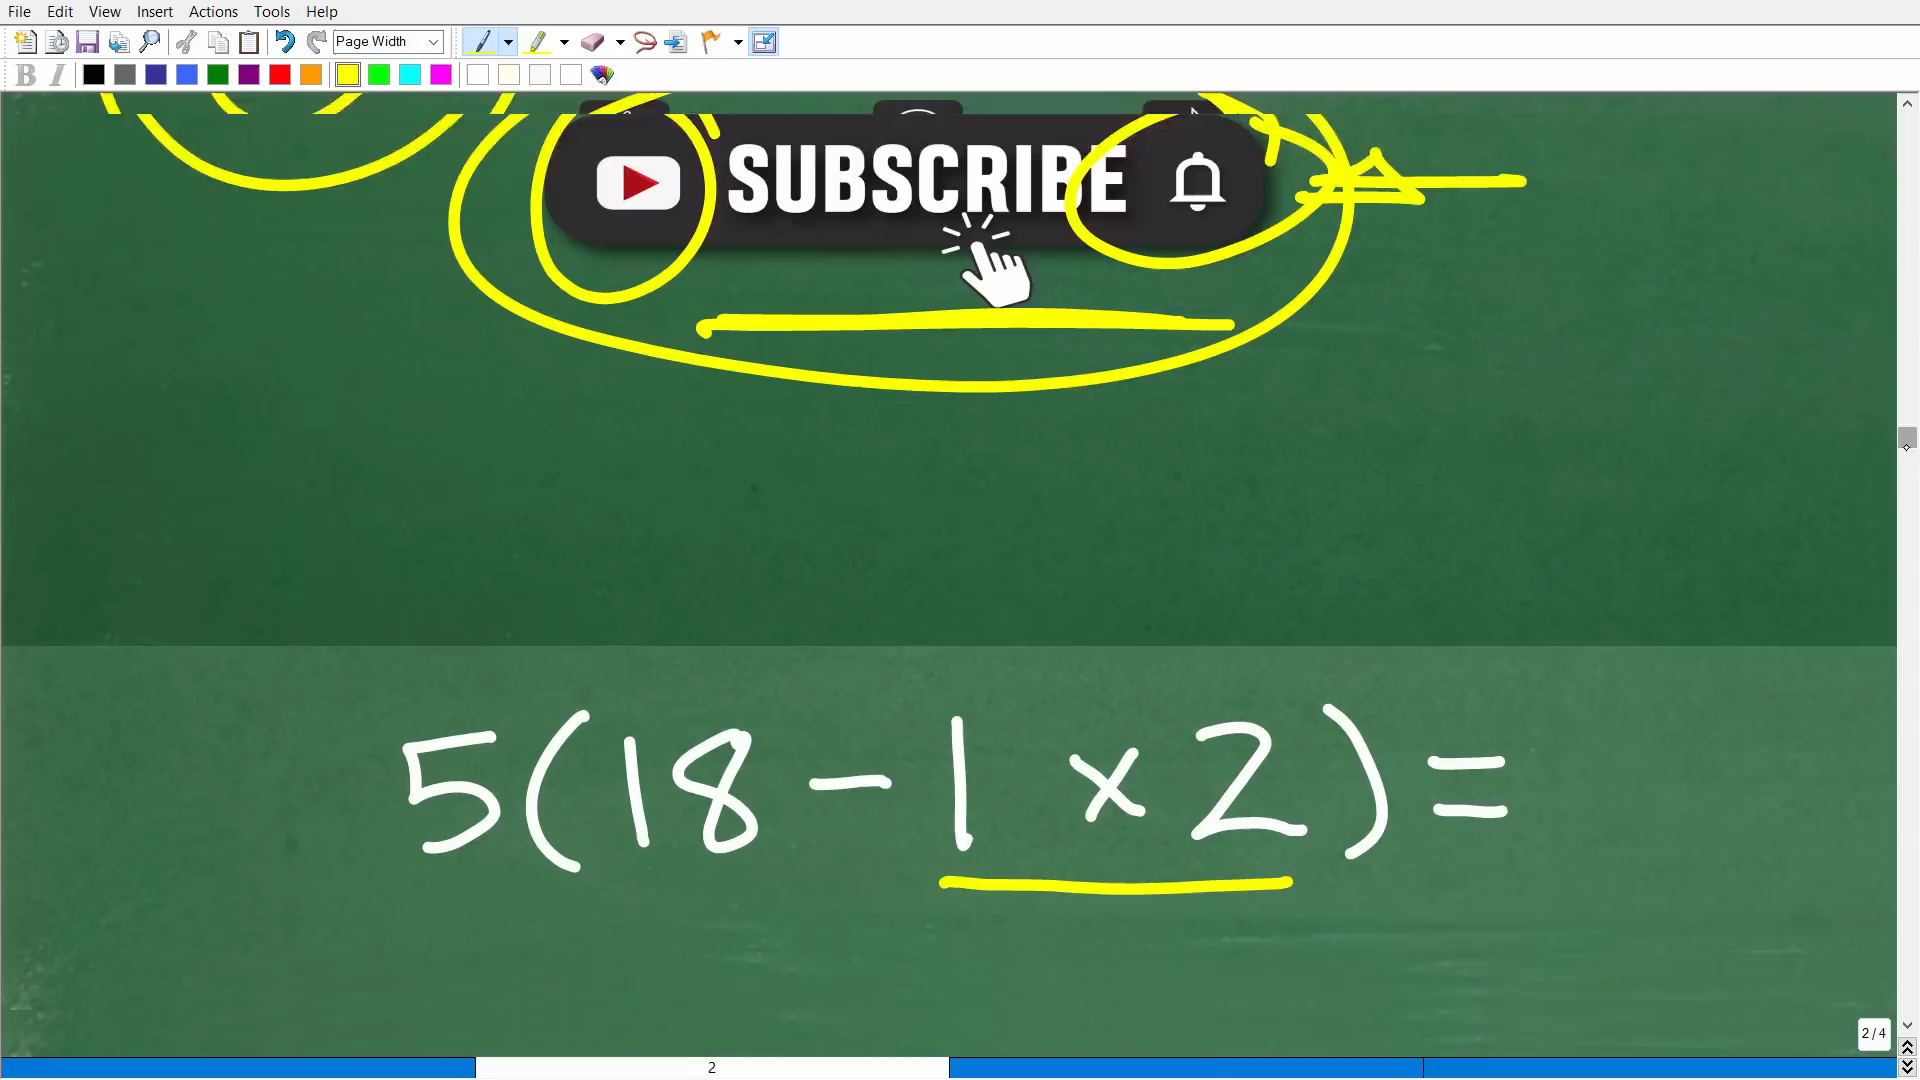 File Edit View Insert Actions Tools Help
Page Width
B I
SUBSCRIBE
5(18-1 × 2)=
2/4
2